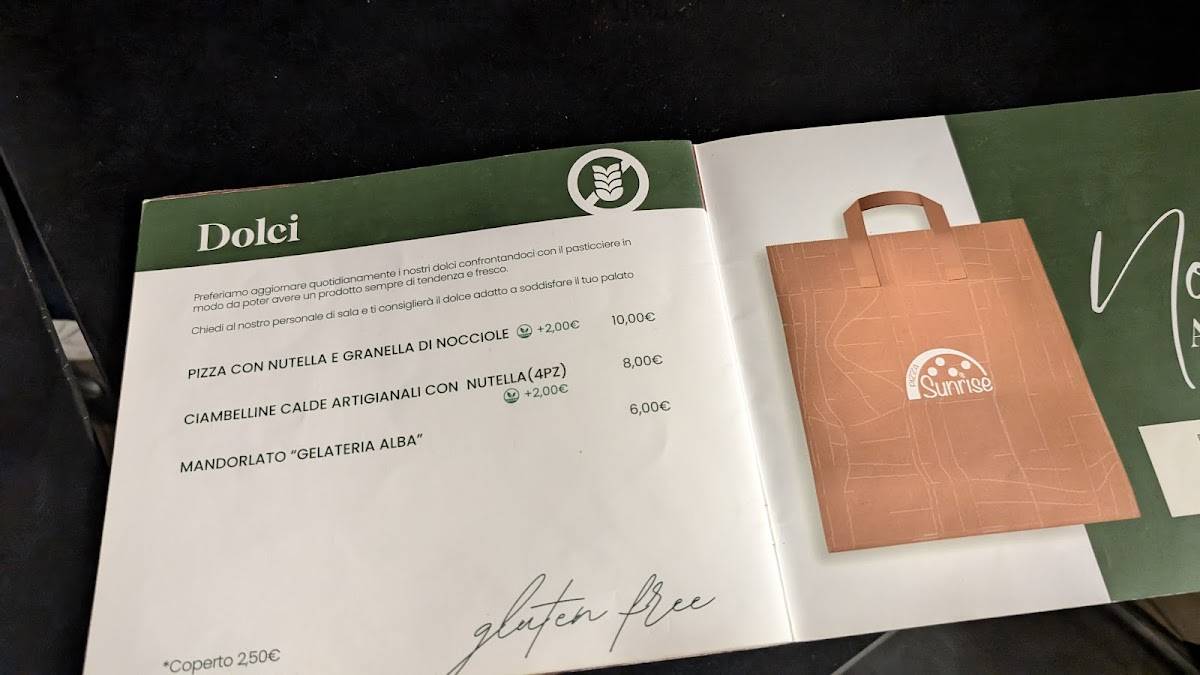 Dolci
Preferiamo aggiornare quotidianamente i nostri dolci confrontandoci con il pasticciere in
modo da poter avere un prodotto sempre di tendenza e fresco.
Chiedi al nostro personale di sala e ti consiglierà il dolce adatto a soddisfare il tuo palato
PIZZA CON NUTELLA E GRANELLA DI NOCCIOLE +2,00€ 10,00€
CIAMBELLINE CALDE ARTIGIANALI CON NUTELLA(4PZ) 8,00€
+2,00€
MANDORLATO “GELATERIA ALBA” 6,00€
gluten free
*Coperto 2,50€
PIAZZA
Sunrise